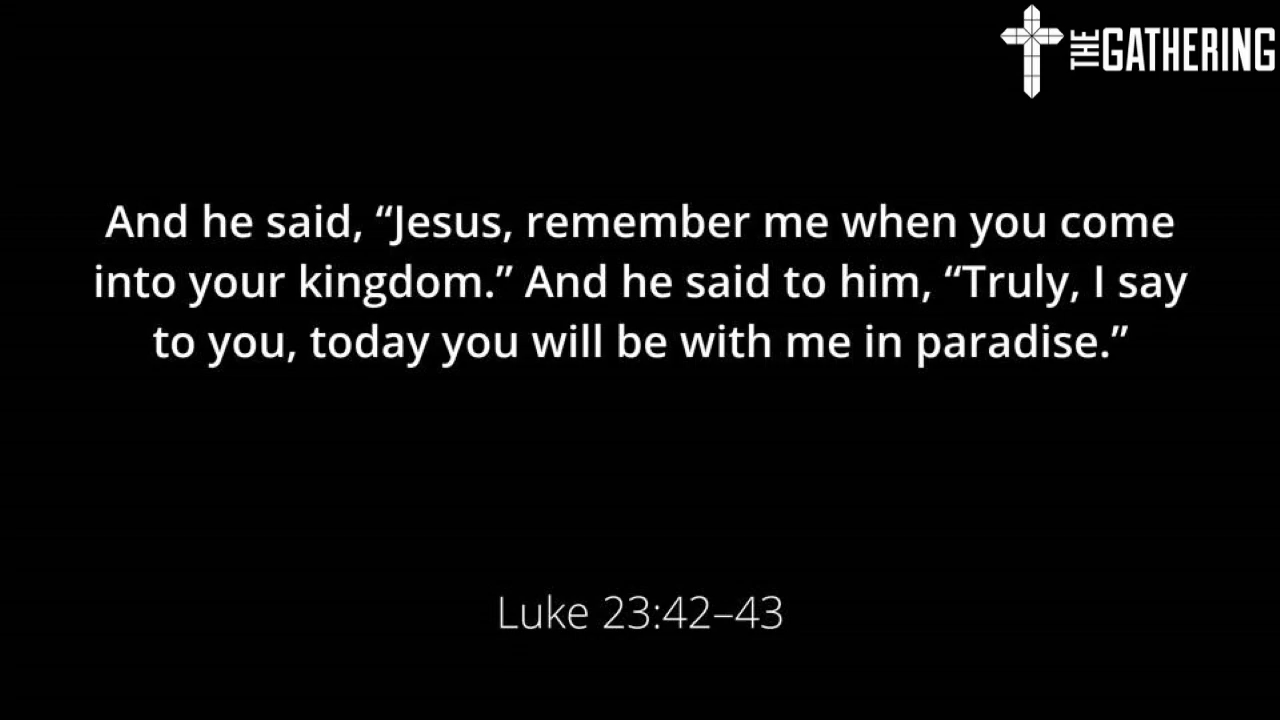 THE GATHERING
And he said, “Jesus, remember me when you come
into your kingdom.” And he said to him, “Truly, I say
to you, today you will be with me in paradise.”
Luke 23:42–43